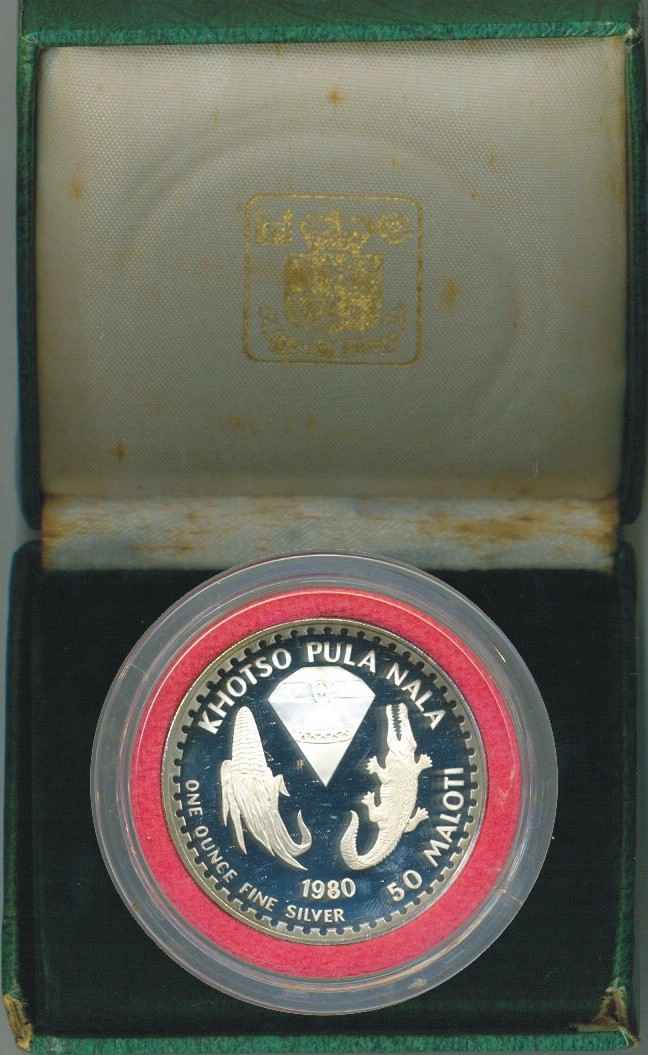 KHOTSO PULA NALA
ONE OUNCE FINE SILVER
1980
50 MALOTI